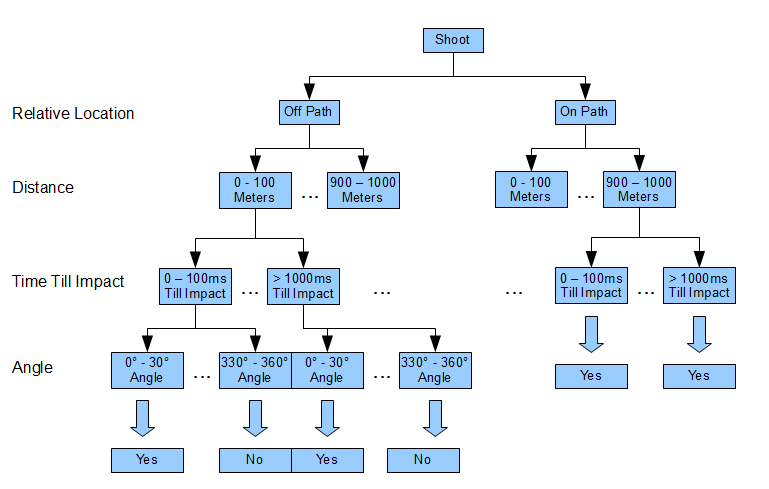 Shoot
Relative Location
Off Path
On Path
Distance
0 - 100
Meters
...
900 – 1000
Meters
0 - 100
Meters
...
900 – 1000
Meters
Time Till Impact
0 – 100ms
Till Impact
...
> 1000ms
Till Impact
...
...
0 – 100ms
Till Impact
...
> 1000ms
Till Impact
Angle
0° - 30°
Angle
...
330° - 360°
Angle
0° - 30°
Angle
...
330° - 360°
Angle
Yes
Yes
Yes
No
Yes
No